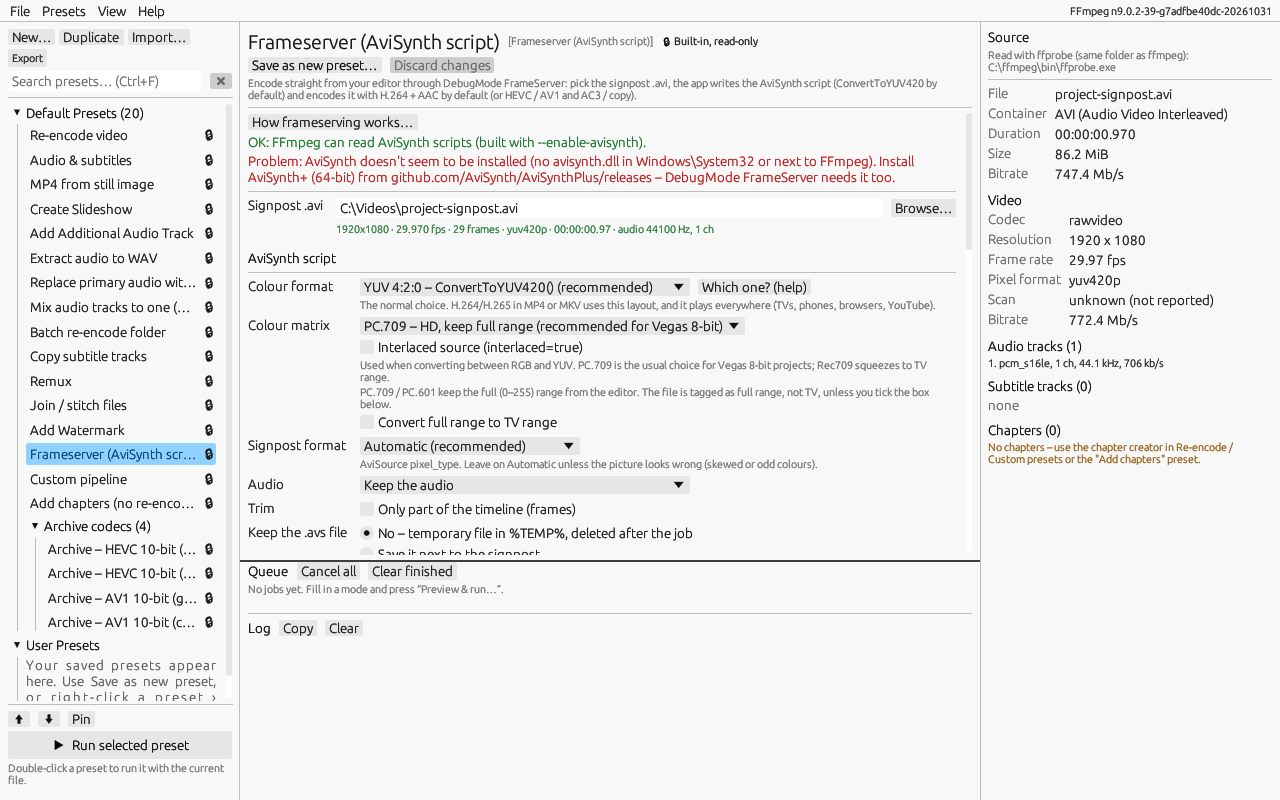 File Presets View Help
FFmpeg n9.0.2-39-g7adfbe40dc-20261031
New… Duplicate Import…
Export
Search presets… (Ctrl+F)
Default Presets (20)
Re-encode video
Audio & subtitles
MP4 from still image
Create Slideshow
Add Additional Audio Track
Extract audio to WAV
Replace primary audio wit…
Mix audio tracks to one (…
Batch re-encode folder
Copy subtitle tracks
Remux
Join / stitch files
Add Watermark
Frameserver (AviSynth scr…
Custom pipeline
Add chapters (no re-enco…
Archive codecs (4)
Archive – HEVC 10-bit (…
Archive – HEVC 10-bit (…
Archive – AV1 10-bit (g…
Archive – AV1 10-bit (c…
User Presets
Your saved presets appear
here. Use Save as new preset,
or right-click a preset ›
Pin
Run selected preset
Double-click a preset to run it with the current
file.
Frameserver (AviSynth script) [Frameserver (AviSynth script)] Built-in, read-only
Save as new preset… Discard changes
Encode straight from your editor through DebugMode FrameServer: pick the signpost .avi, the app writes the AviSynth script (ConvertToYUV420 by
default) and encodes it with H.264 + AAC by default (or HEVC / AV1 and AC3 / copy).
How frameserving works…
OK: FFmpeg can read AviSynth scripts (built with --enable-avisynth).
Problem: AviSynth doesn't seem to be installed (no avisynth.dll in Windows\System32 or next to FFmpeg). Install
AviSynth+ (64-bit) from github.com/AviSynth/AviSynthPlus/releases – DebugMode FrameServer needs it too.
Signpost .avi C:\Videos\project-signpost.avi Browse…
1920x1080 · 29.970 fps · 29 frames · yuv420p · 00:00:00.97 · audio 44100 Hz, 1 ch
AviSynth script
Colour format YUV 4:2:0 – ConvertToYUV420() (recommended) Which one? (help)
The normal choice. H.264/H.265 in MP4 or MKV uses this layout, and it plays everywhere (TVs, phones, browsers, YouTube).
Colour matrix PC.709 – HD, keep full range (recommended for Vegas 8-bit)
Interlaced source (interlaced=true)
Used when converting between RGB and YUV. PC.709 is the usual choice for Vegas 8-bit projects; Rec709 squeezes to TV
range.
PC.709 / PC.601 keep the full (0–255) range from the editor. The file is tagged as full range, not TV, unless you tick the box
below.
Convert full range to TV range
Signpost format Automatic (recommended)
AviSource pixel_type. Leave on Automatic unless the picture looks wrong (skewed or odd colours).
Audio Keep the audio
Trim Only part of the timeline (frames)
Keep the .avs file No – temporary file in %TEMP%, deleted after the job
Save it next to the signpost
Queue Cancel all Clear finished
No jobs yet. Fill in a mode and press “Preview & run…”.
Log Copy Clear
Source
Read with ffprobe (same folder as ffmpeg):
C:\ffmpeg\bin\ffprobe.exe
File project-signpost.avi
Container AVI (Audio Video Interleaved)
Duration 00:00:00.970
Size 86.2 MiB
Bitrate 747.4 Mb/s
Video
Codec rawvideo
Resolution 1920 x 1080
Frame rate 29.97 fps
Pixel format yuv420p
Scan unknown (not reported)
Bitrate 772.4 Mb/s
Audio tracks (1)
1. pcm_s16le, 1 ch, 44.1 kHz, 706 kb/s
Subtitle tracks (0)
none
Chapters (0)
No chapters – use the chapter creator in Re-encode /
Custom presets or the "Add chapters" preset.